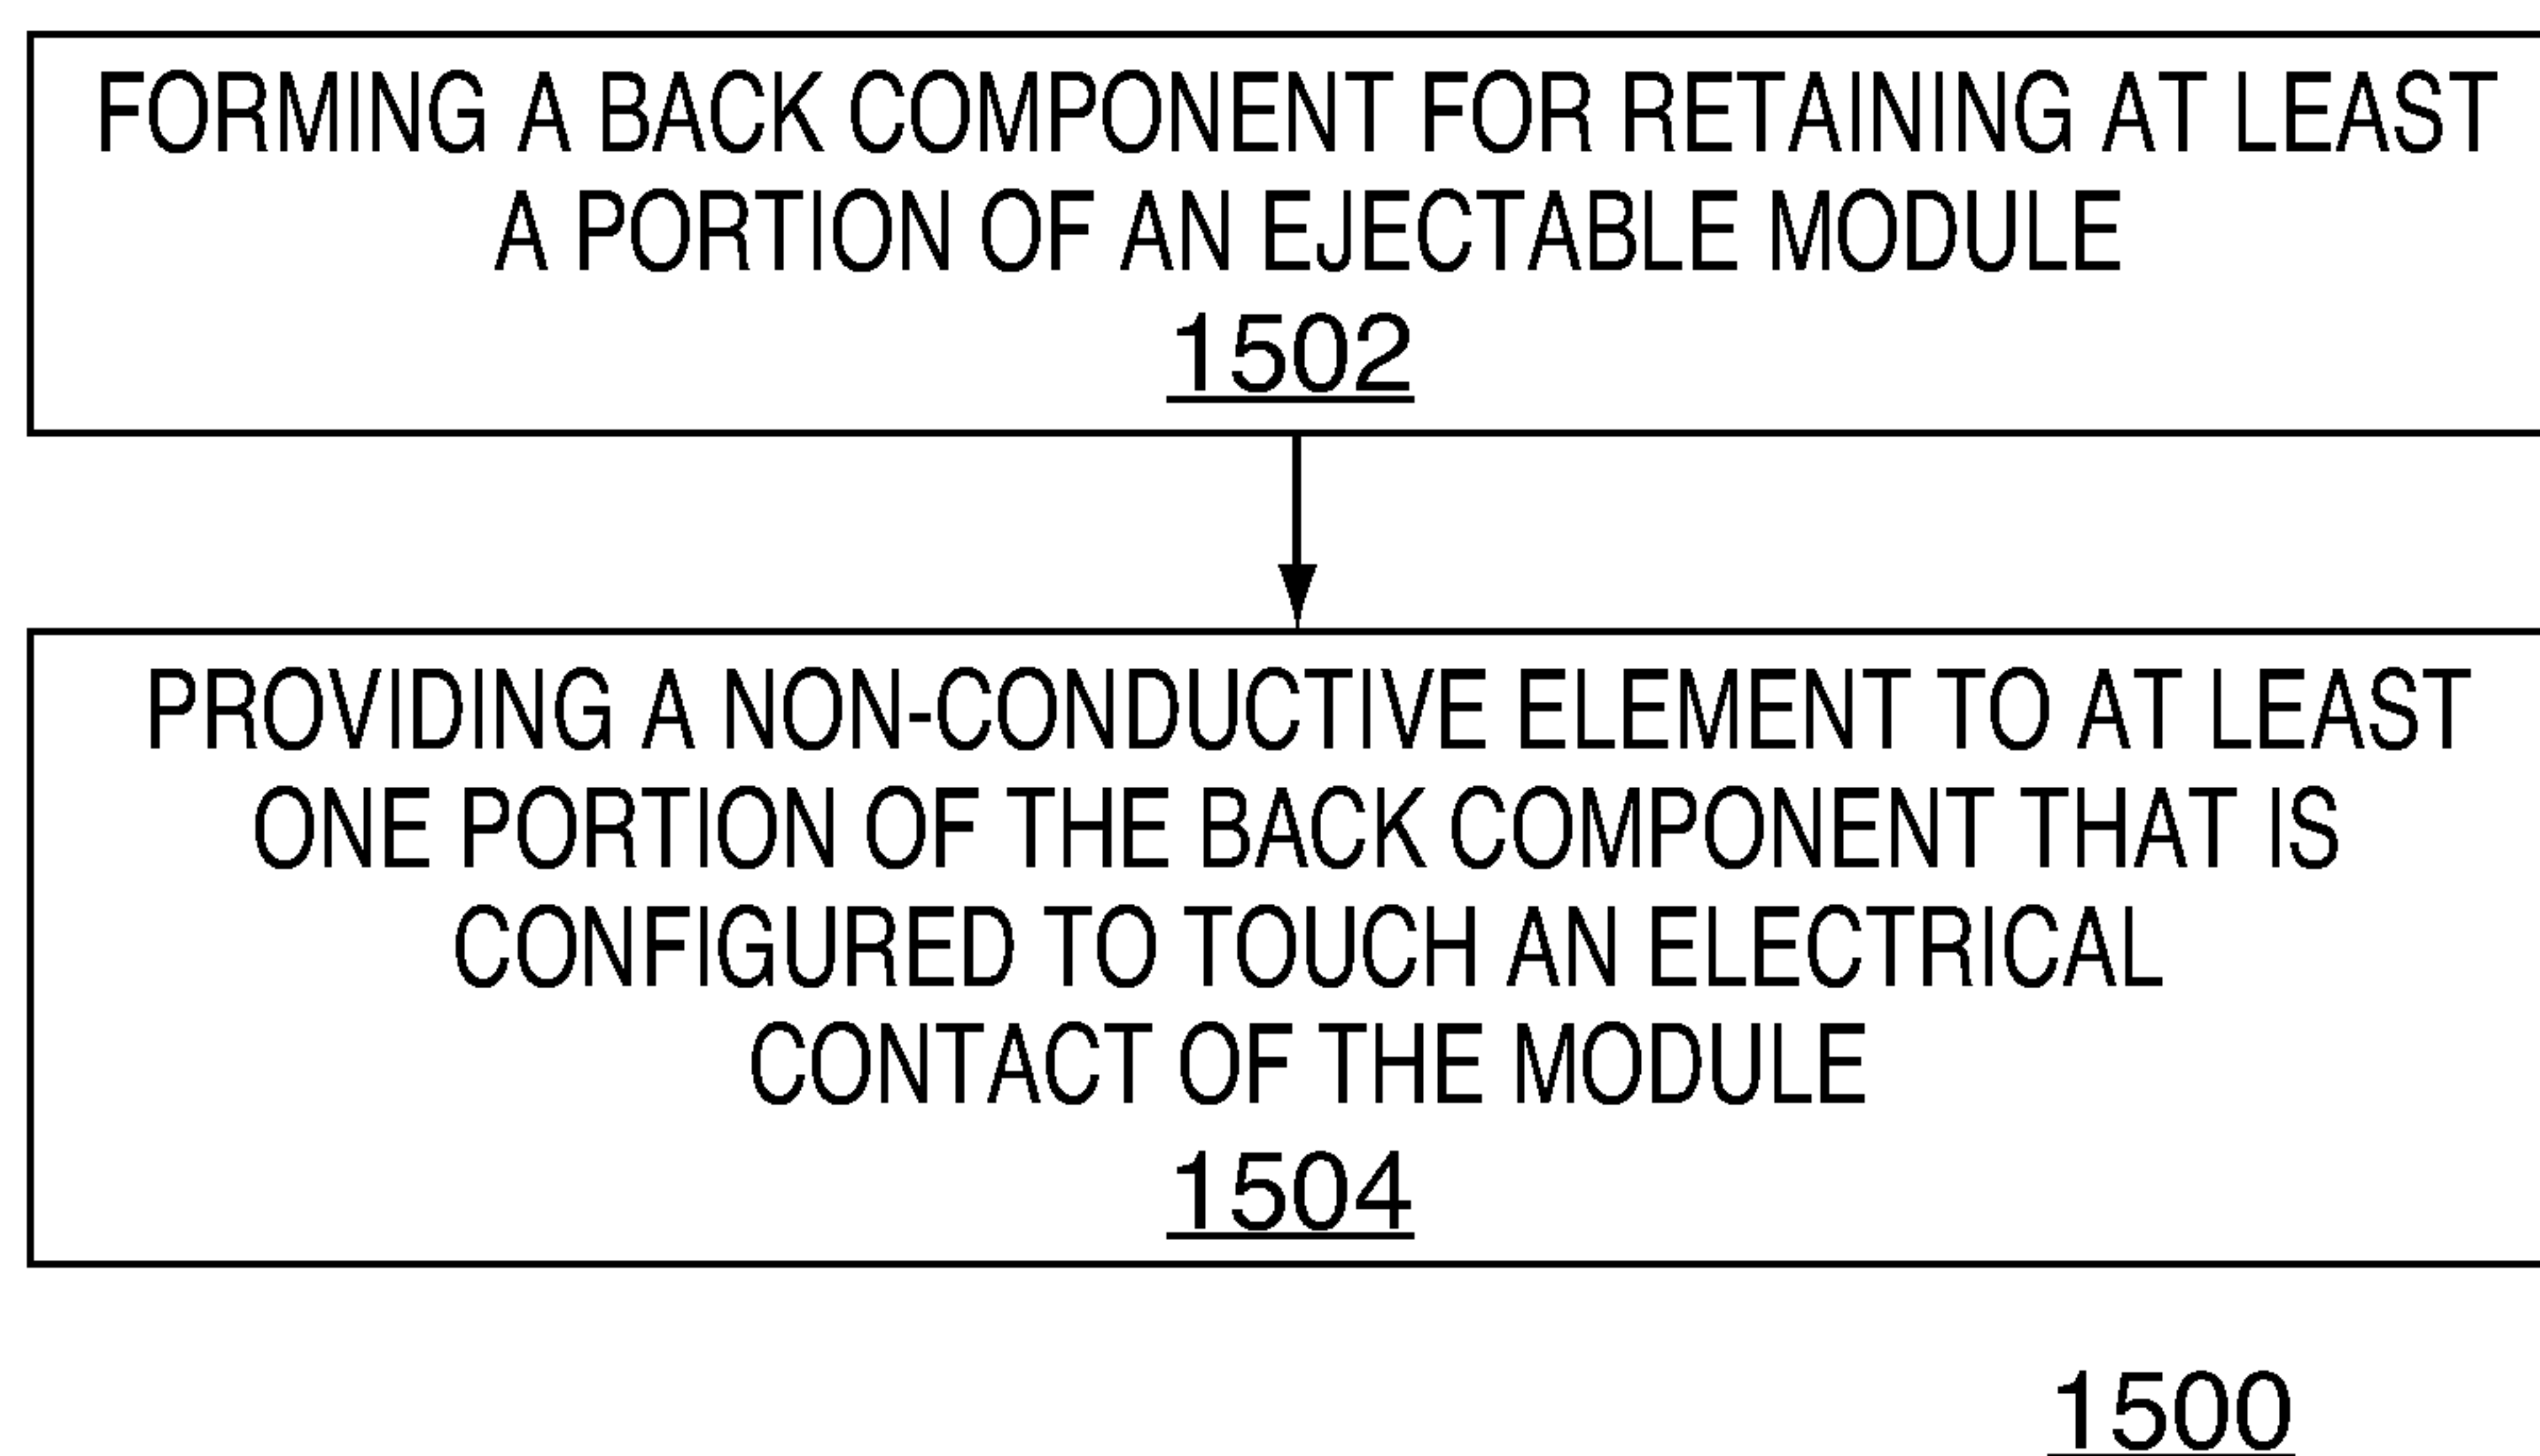 FORMING A BACK COMPONENT FOR RETAINING AT LEAST
A PORTION OF AN EJECTABLE MODULE
1502
PROVIDING A NON-CONDUCTIVE ELEMENT TO AT LEAST
ONE PORTION OF THE BACK COMPONENT THAT IS
CONFIGURED TO TOUCH AN ELECTRICAL
CONTACT OF THE MODULE
1504
1500